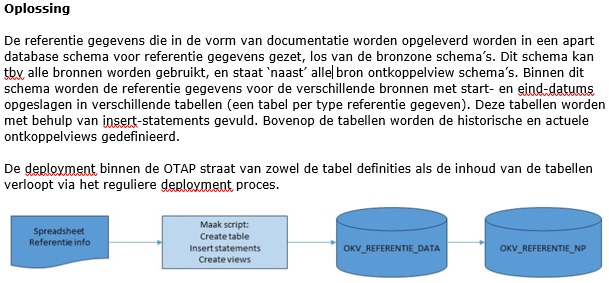 Oplossing
De referentie gegevens die in de vorm van documentatie worden opgeleverd worden in een apart
database schema voor referentie gegevens gezet, los van de bronzone schema's. Dit schema kan
tbv alle bronnen worden gebruikt, en staat 'naast' alle bron ontkoppelview schema's. Binnen dit
schema worden de referentie gegevens voor de verschillende bronnen met start- en eind-datums
opgeslagen in verschillende tabellen (een tabel per type referentie gegeven). Deze tabellen worden
met behulp van insert-statements gevuld. Bovenop de tabellen worden de historische en actuele
ontkoppelviews gedefinieerd.
De deployment binnen de OTAP straat van zowel de tabel definities als de inhoud van de tabellen
verloopt via het reguliere deployment proces.
Spreadsheet
Referentie info
Maak script:
Create table
Insert statements
Create views
OKV_REFERENTIE_DATA
OKV_REFERENTIE_NP